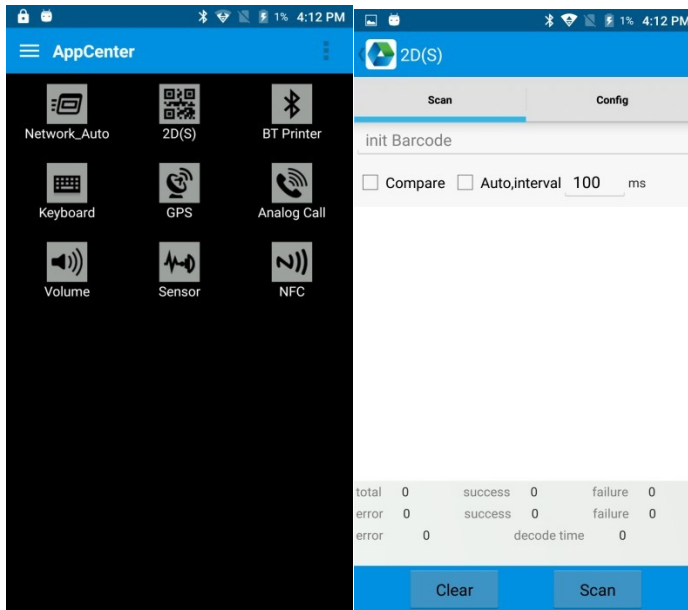 1% 4:12 PM
AppCenter
Network_Auto 2D(S) BT Printer
Keyboard GPS Analog Call
Volume Sensor NFC
1% 4:12 PM
2D(S)
Scan Config
init Barcode
Compare Auto,interval 100 ms
total 0 success 0 failure 0
error 0 success 0 failure 0
error 0 decode time 0
Clear Scan